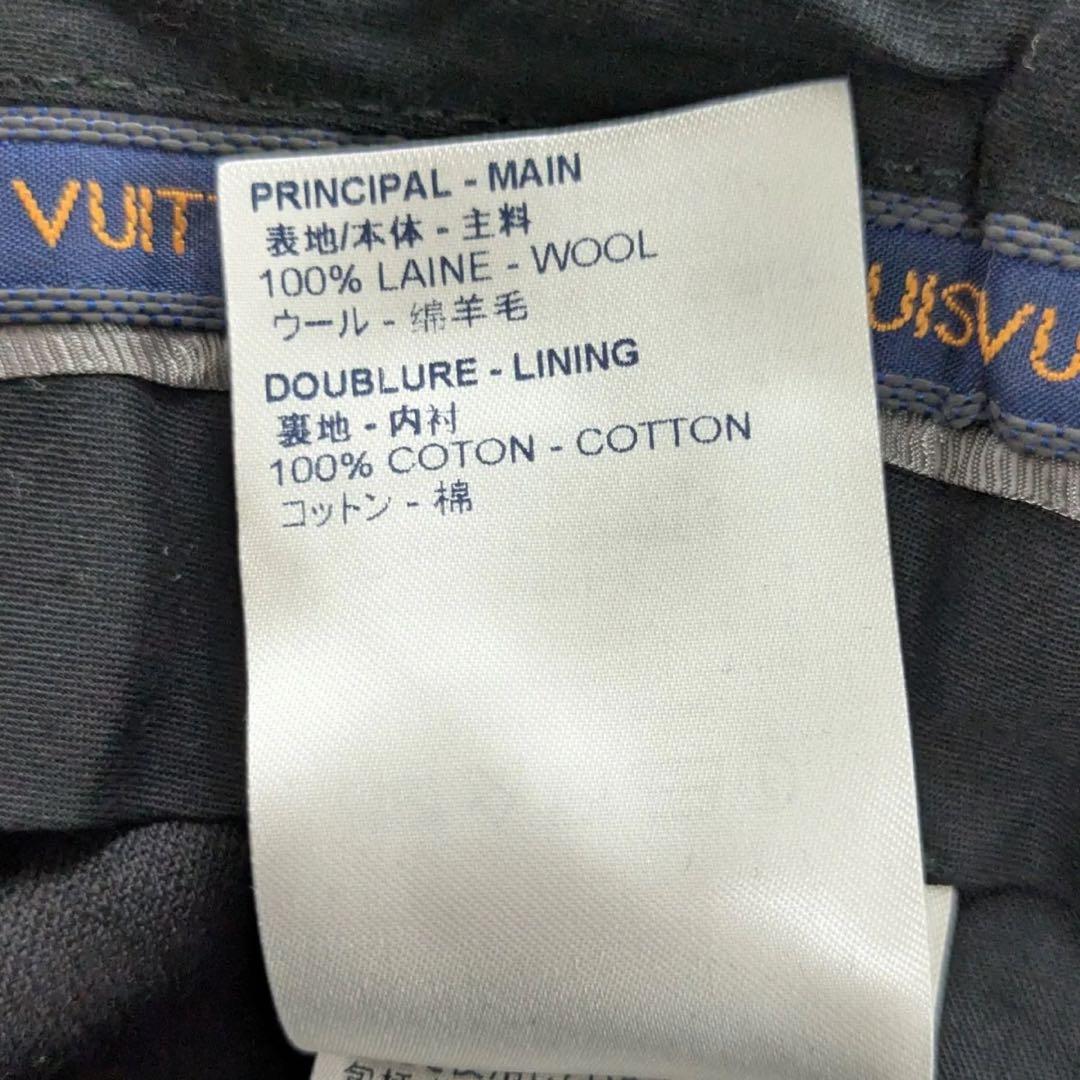 VUIT
UISVU
PRINCIPAL - MAIN
表地/本体 - 主料
100% LAINE - WOOL
ウール - 绵羊毛
DOUBLURE - LINING
裏地 - 内衬
100% COTON - COTTON
コットン - 棉